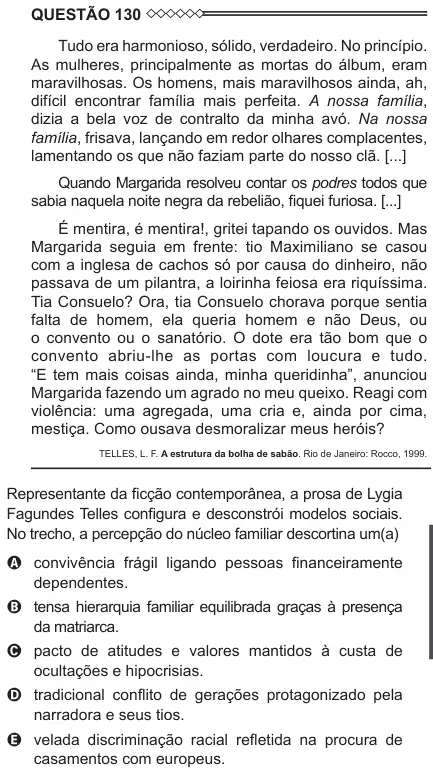 QUESTÃO 130
Tudo era harmonioso, sólido, verdadeiro. No princípio.
As mulheres, principalmente as mortas do álbum, eram
maravilhosas. Os homens, mais maravilhosos ainda, ah,
difícil encontrar família mais perfeita. A nossa família,
dizia a bela voz de contralto da minha avó. Na nossa
família, frisava, lançando em redor olhares complacentes,
lamentando os que não faziam parte do nosso clã. [...]
Quando Margarida resolveu contar os podres todos que
sabia naquela noite negra da rebelião, fiquei furiosa. [...]
É mentira, é mentira!, gritei tapando os ouvidos. Mas
Margarida seguia em frente: tio Maximiliano se casou
com a inglesa de cachos só por causa do dinheiro, não
passava de um pilantra, a loirinha feiosa era riquíssima.
Tia Consuelo? Ora, tia Consuelo chorava porque sentia
falta de homem, ela queria homem e não Deus, ou
o convento ou o sanatório. O dote era tão bom que o
convento abriu-lhe as portas com loucura e tudo.
“E tem mais coisas ainda, minha queridinha”, anunciou
Margarida fazendo um agrado no meu queixo. Reagi com
violência: uma agregada, uma cria e, ainda por cima,
mestiça. Como ousava desmoralizar meus heróis?
TELLES, L. F. A estrutura da bolha de sabão. Rio de Janeiro: Rocco, 1999.
Representante da ficção contemporânea, a prosa de Lygia
Fagundes Telles configura e desconstrói modelos sociais.
No trecho, a percepção do núcleo familiar descortina um(a)
A convivência frágil ligando pessoas financeiramente
dependentes.
B tensa hierarquia familiar equilibrada graças à presença
da matriarca.
C pacto de atitudes e valores mantidos à custa de
ocultações e hipocrisias.
D tradicional conflito de gerações protagonizado pela
narradora e seus tios.
E velada discriminação racial refletida na procura de
casamentos com europeus.